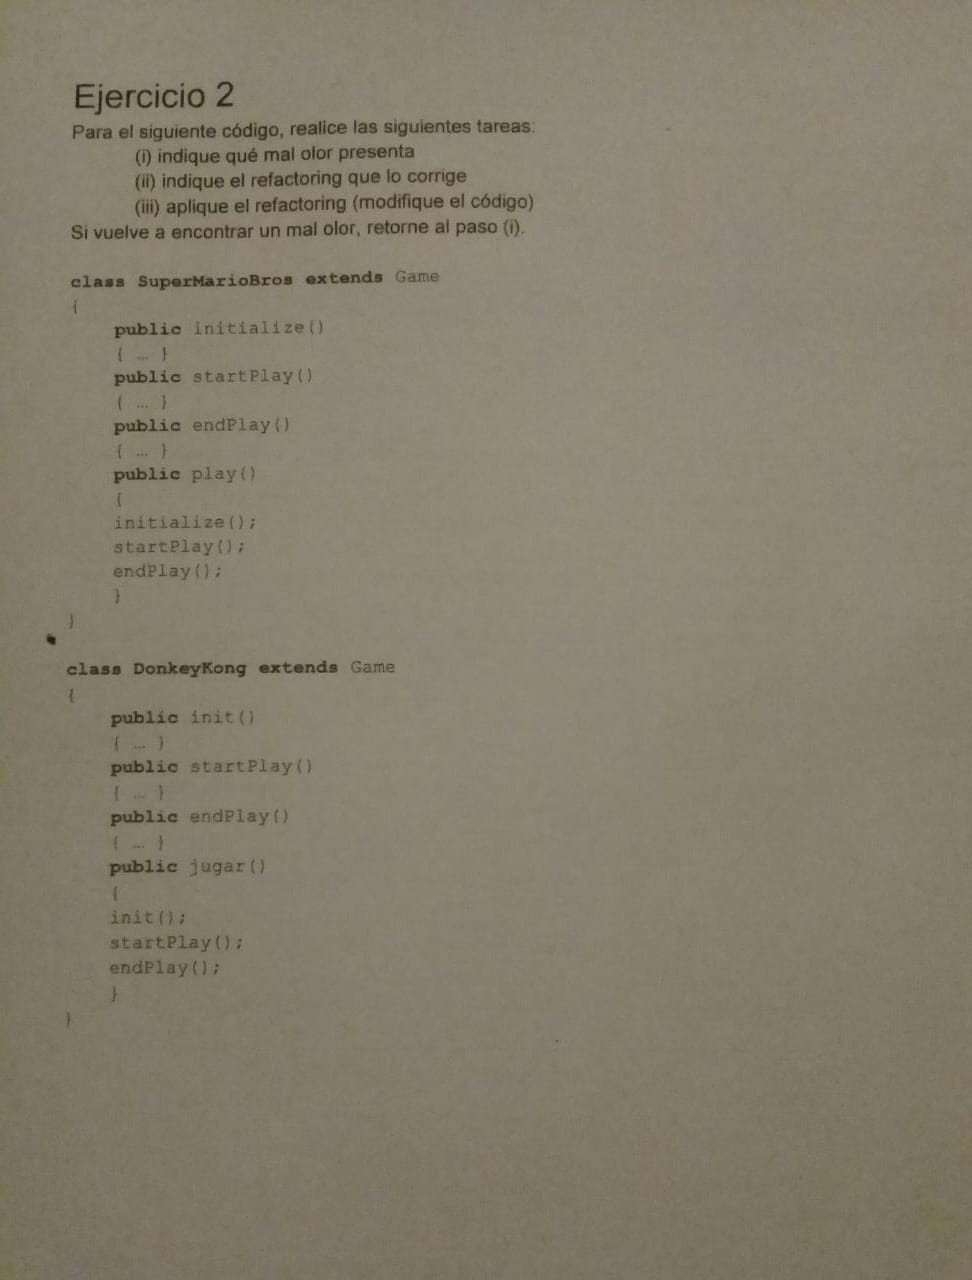 Ejercicio 2
Para el siguiente código, realice las siguientes tareas:
(i) indique qué mal olor presenta
(ii) indique el refactoring que lo corrige
(iii) aplique el refactoring (modifique el código)
Si vuelve a encontrar un mal olor, retorne al paso (i).
class SuperMarioBros extends Game
{
public initialize()
{ … }
public startPlay()
{ … }
public endPlay()
{ … }
public play()
{
initialize();
startPlay();
endPlay();
}
}
class DonkeyKong extends Game
{
public init()
{ … }
public startPlay()
{ … }
public endPlay()
{ … }
public jugar()
{
init();
startPlay();
endPlay();
}
}